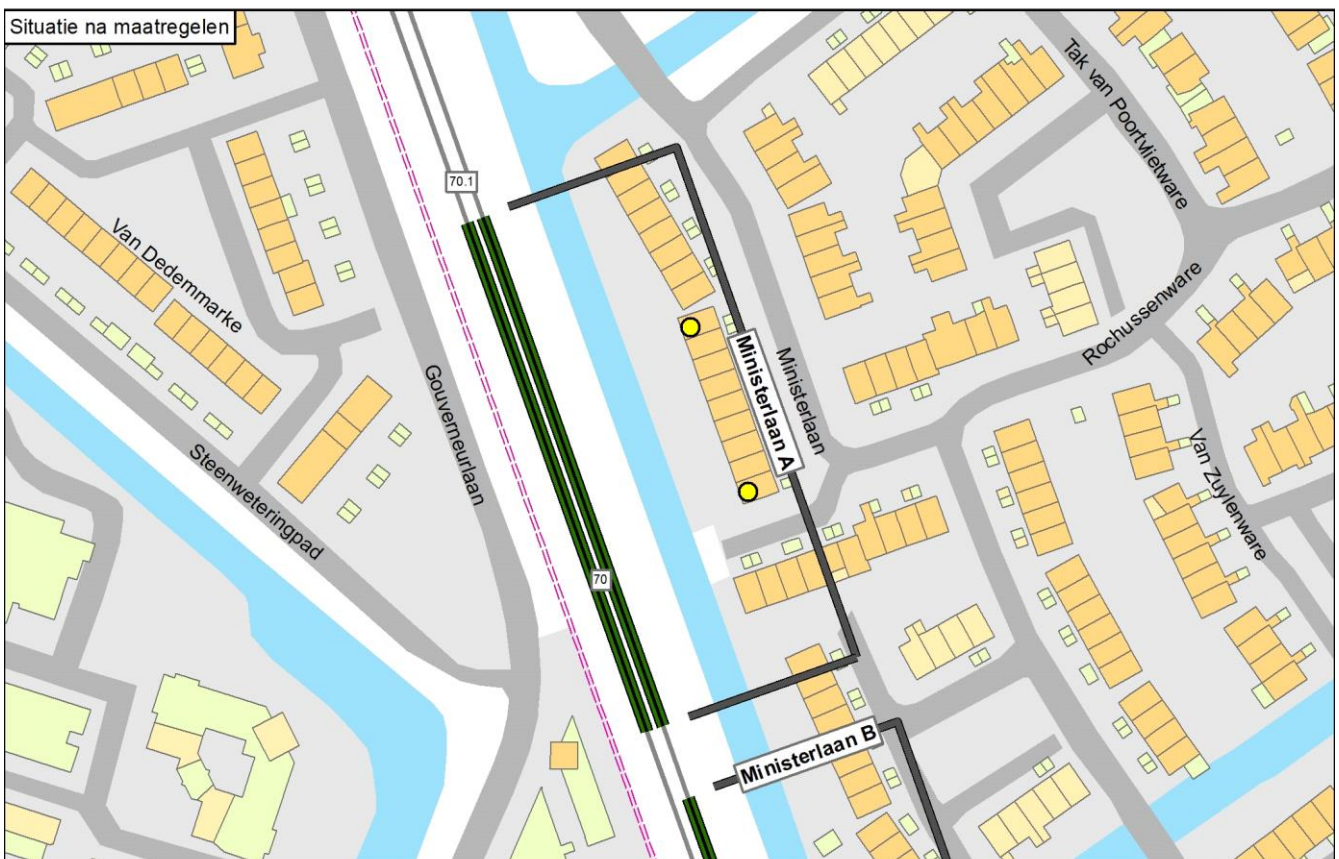 Situatie na maatregelen
Tak van Poortvlietware
70.1
Van Dedemmarke
Ministerlaan A
Ministerlaan
Rochussenware
Gouverneurlaan
Steenweteringpad
Van Zuylenware
70
Ministerlaan B